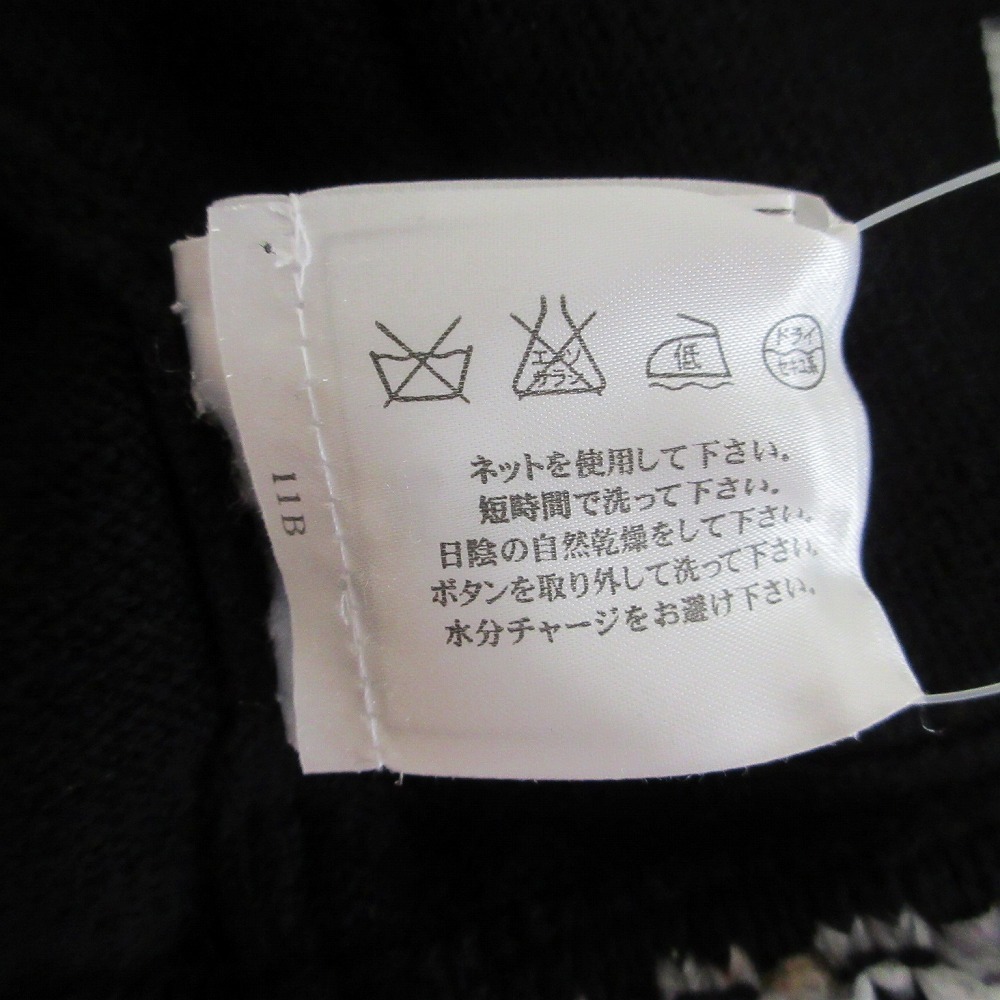 エンソ
サラシ
低
ドライ
セキユ系
ネットを使用して下さい。
短時間で洗って下さい。
日陰の自然乾燥をして下さい。
ボタンを取り外して洗って下さい。
水分チャージをお避け下さい。
11B